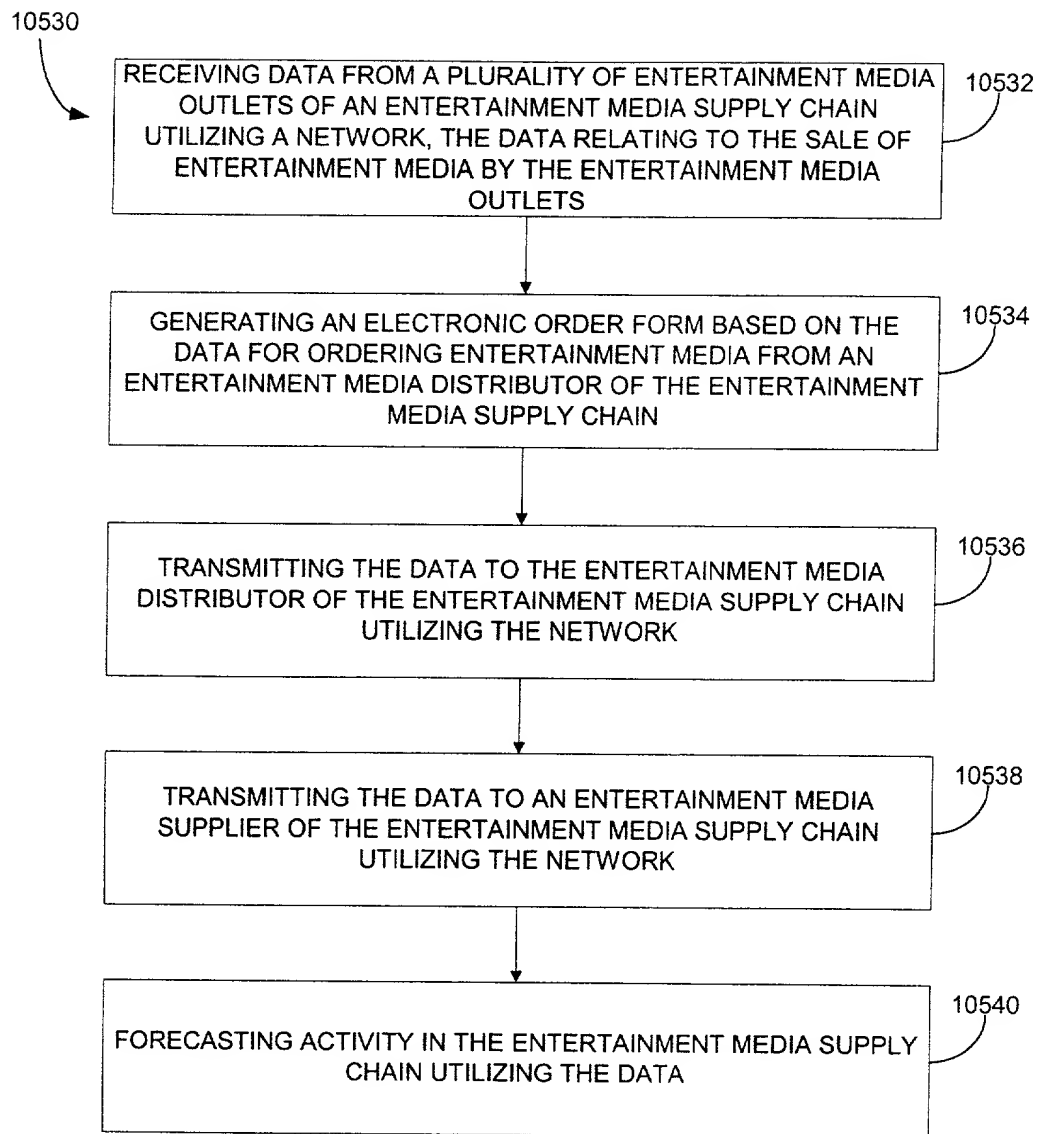 10530
RECEIVING DATA FROM A PLURALITY OF ENTERTAINMENT MEDIA
OUTLETS OF AN ENTERTAINMENT MEDIA SUPPLY CHAIN
UTILIZING A NETWORK, THE DATA RELATING TO THE SALE OF
ENTERTAINMENT MEDIA BY THE ENTERTAINMENT MEDIA
OUTLETS
10532
GENERATING AN ELECTRONIC ORDER FORM BASED ON THE
DATA FOR ORDERING ENTERTAINMENT MEDIA FROM AN
ENTERTAINMENT MEDIA DISTRIBUTOR OF THE ENTERTAINMENT
MEDIA SUPPLY CHAIN
10534
TRANSMITTING THE DATA TO THE ENTERTAINMENT MEDIA
DISTRIBUTOR OF THE ENTERTAINMENT MEDIA SUPPLY CHAIN
UTILIZING THE NETWORK
10536
TRANSMITTING THE DATA TO AN ENTERTAINMENT MEDIA
SUPPLIER OF THE ENTERTAINMENT MEDIA SUPPLY CHAIN
UTILIZING THE NETWORK
10538
FORECASTING ACTIVITY IN THE ENTERTAINMENT MEDIA SUPPLY
CHAIN UTILIZING THE DATA
10540